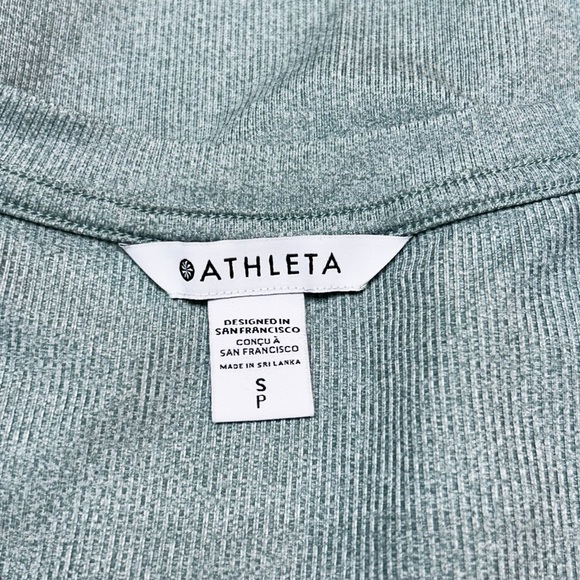 ATHLETA
DESIGNED IN
SAN FRANCISCO
CONÇU À
SAN FRANCISCO
MADE IN SRI LANKA
S
P